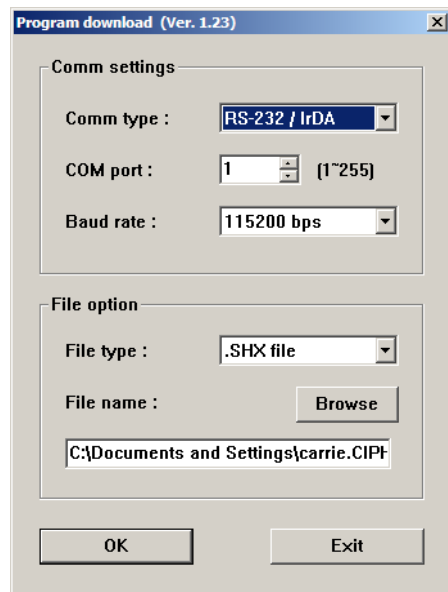 Program download (Ver. 1.23)
Comm settings
Comm type : RS-232 / IrDA
COM port : 1 (1~255)
Baud rate : 115200 bps
File option
File type : .SHX file
File name : Browse
C:\Documents and Settings\carrie.CIPH
OK Exit